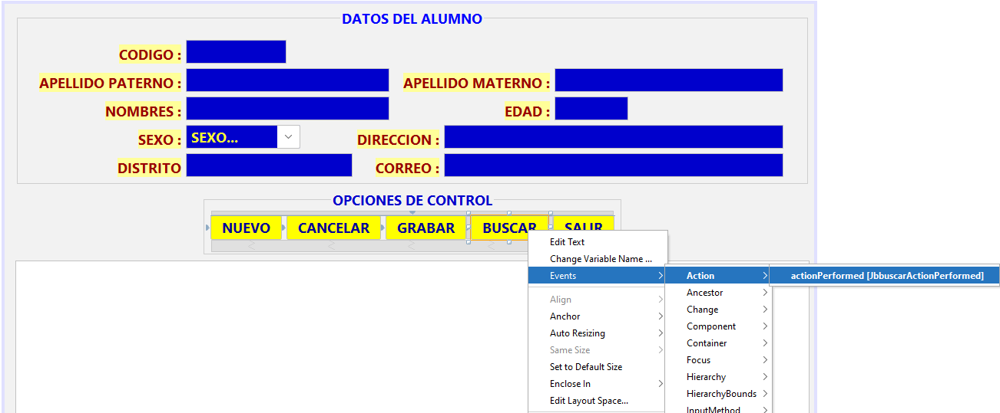 DATOS DEL ALUMNO
CODIGO :
APELLIDO PATERNO :
APELLIDO MATERNO :
NOMBRES :
EDAD :
SEXO :
SEXO...
DIRECCION :
DISTRITO
CORREO :
OPCIONES DE CONTROL
NUEVO
CANCELAR
GRABAR
BUSCAR
SALIR
Edit Text
Change Variable Name ...
Events
Align
Anchor
Auto Resizing
Same Size
Set to Default Size
Enclose In
Edit Layout Space...
Action
Ancestor
Change
Component
Container
Focus
Hierarchy
HierarchyBounds
InputMethod
actionPerformed [JbbuscarActionPerformed]